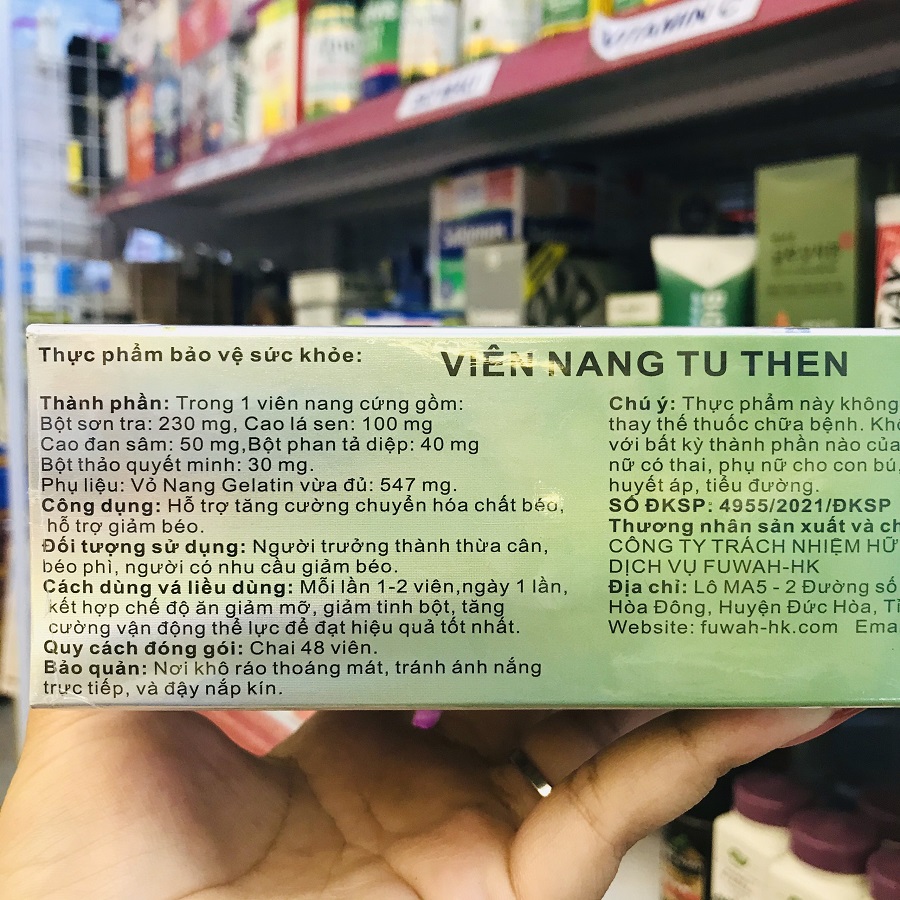 VITAMIN C
Thực phẩm bảo vệ sức khỏe:
VIÊN NANG TU THEN
Thành phần: Trong 1 viên nang cứng gồm:
Bột sơn tra: 230 mg, Cao lá sen: 100 mg
Cao đan sâm: 50 mg,Bột phan tả diệp: 40 mg
Bột thảo quyết minh: 30 mg.
Phụ liệu: Vỏ Nang Gelatin vừa đủ: 547 mg.
Công dụng: Hỗ trợ tăng cường chuyển hóa chất béo,
hỗ trợ giảm béo.
Đối tượng sử dụng: Người trưởng thành thừa cân,
béo phì, người có nhu cầu giảm béo.
Cách dùng vá liều dùng: Mỗi lần 1-2 viên,ngày 1 lần,
kết hợp chế độ ăn giảm mỡ, giảm tinh bột, tăng
cường vận động thể lực để đạt hiệu quả tốt nhất.
Quy cách đóng gói: Chai 48 viên.
Bảo quản: Nơi khô ráo thoáng mát, tránh ánh nắng
trực tiếp, và đậy nắp kín.
Chú ý: Thực phẩm này không
thay thế thuốc chữa bệnh. Khô
với bất kỳ thành phần nào của
nữ có thai, phụ nữ cho con bú,
huyết áp, tiểu đường.
SỐ ĐKSP: 4955/2021/ĐKSP
Thương nhân sản xuất và ch
CÔNG TY TRÁCH NHIỆM HỮ
DỊCH VỤ FUWAH-HK
Địa chỉ: Lô MA5 - 2 Đường số
Hòa Đông, Huyện Đức Hòa, Tỉ
Website: fuwah-hk.com Ema